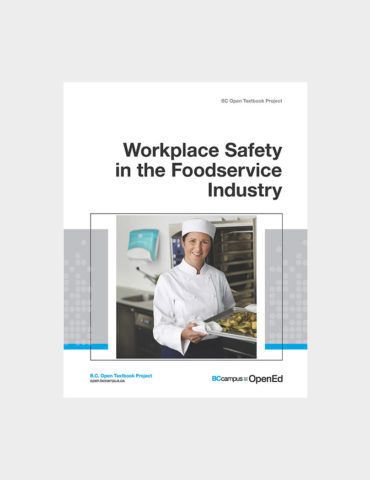 BC Open Textbook Project
Workplace Safety
in the Foodservice
Industry
B.C. Open Textbook Project
open.bccampus.ca
BCcampus OpenEd